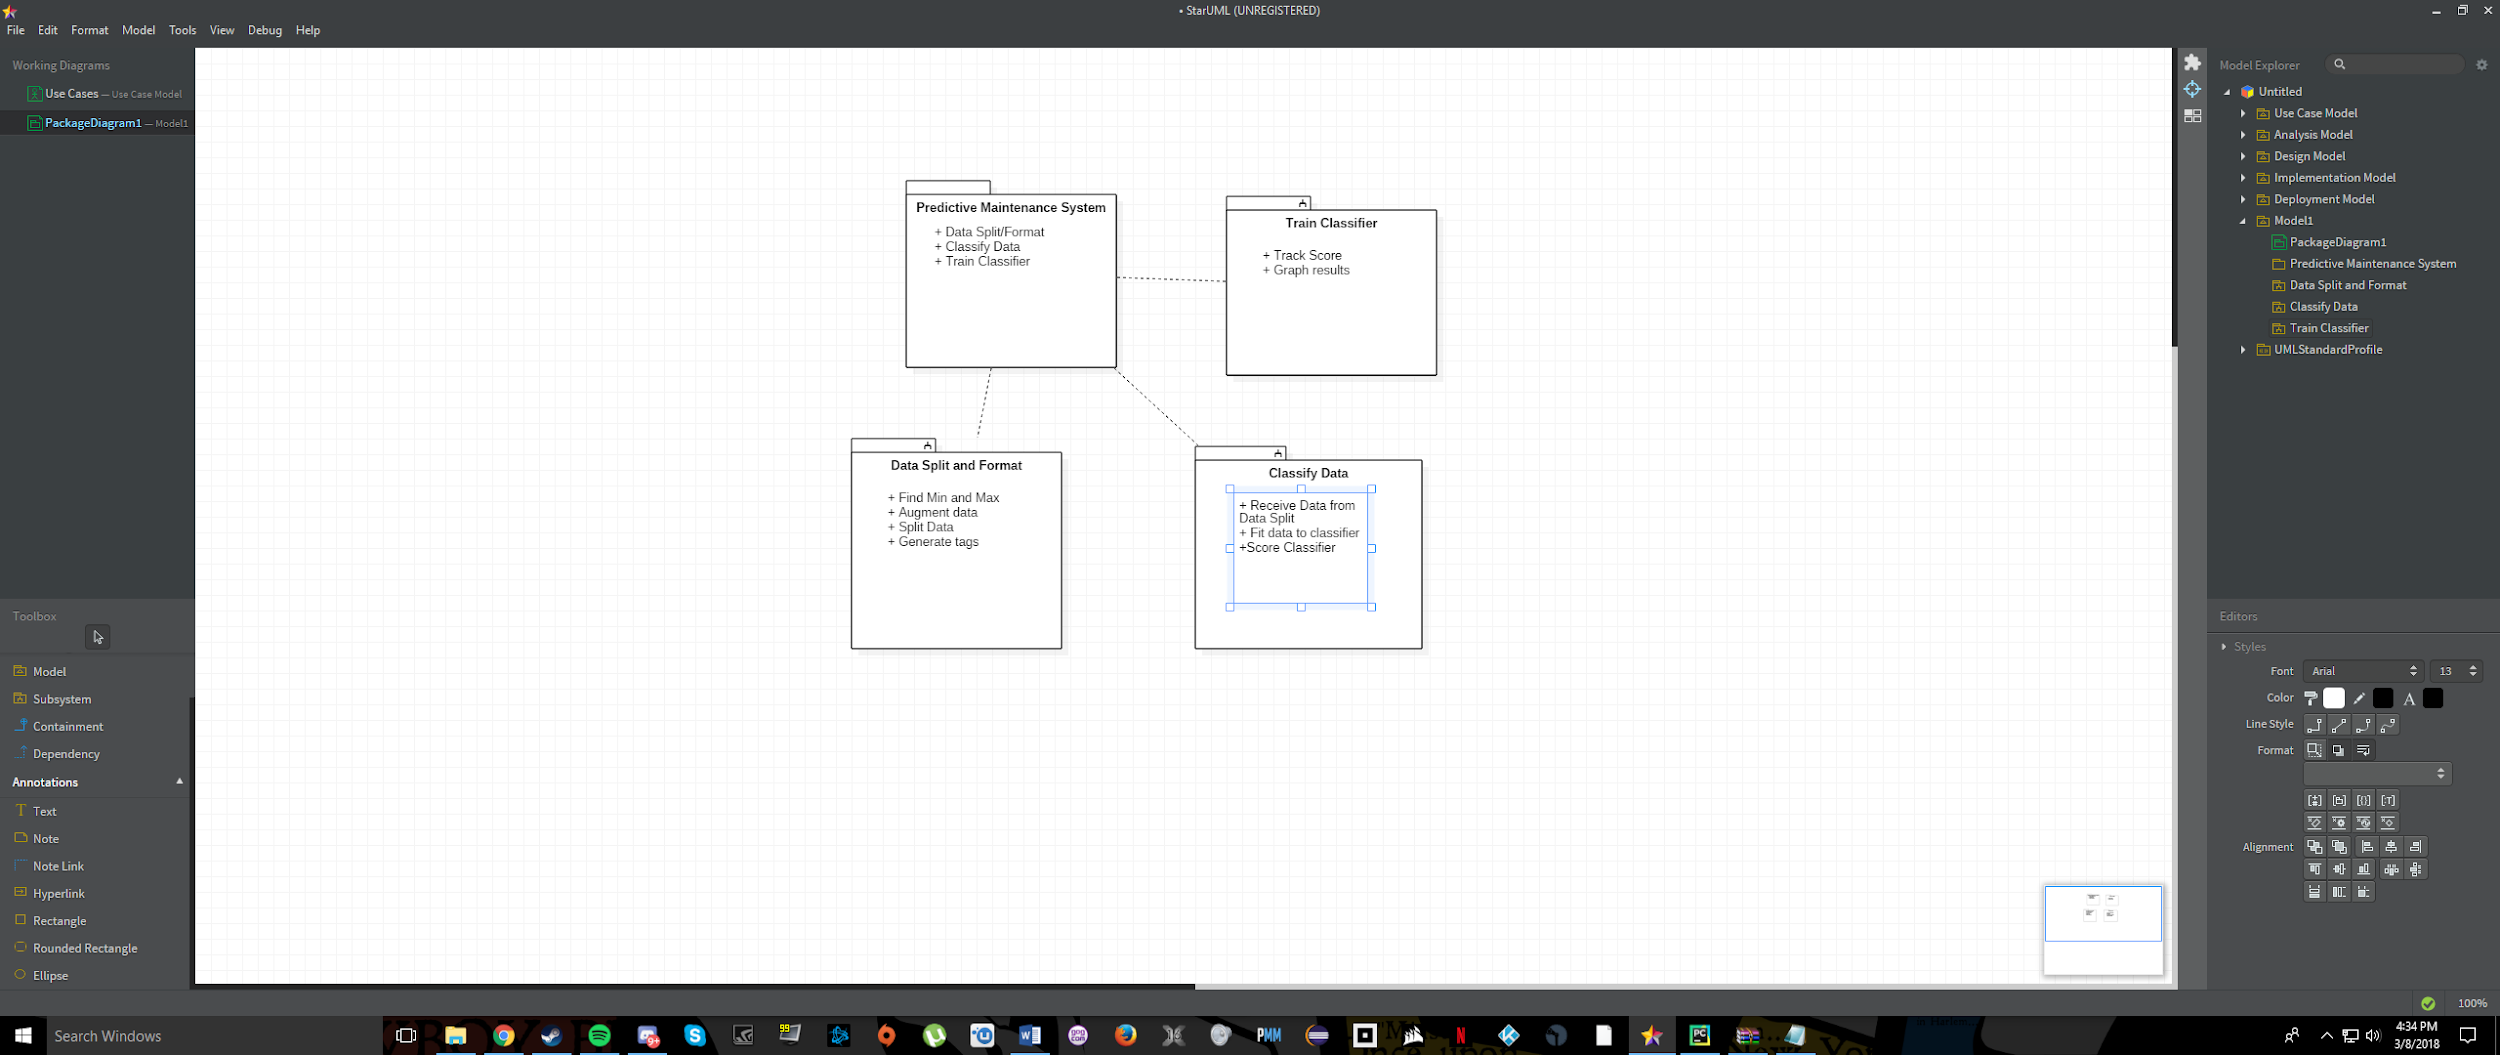 • StarUML (UNREGISTERED)
File Edit Format Model Tools View Debug Help
Working Diagrams
Use Cases — Use Case Model
PackageDiagram1 — Model1
Toolbox
Model
Subsystem
Containment
Dependency
Annotations
Text
Note
Note Link
Hyperlink
Rectangle
Rounded Rectangle
Ellipse
Predictive Maintenance System
+ Data Split/Format
+ Classify Data
+ Train Classifier
Train Classifier
+ Track Score
+ Graph results
Data Split and Format
+ Find Min and Max
+ Augment data
+ Split Data
+ Generate tags
Classify Data
+ Receive Data from
Data Split
+ Fit data to classifier
+Score Classifier
Model Explorer
Untitled
Use Case Model
Analysis Model
Design Model
Implementation Model
Deployment Model
Model1
PackageDiagram1
Predictive Maintenance System
Data Split and Format
Classify Data
Train Classifier
UMLStandardProfile
Editors
Styles
Font Arial 13
Color
Line Style
Format
Alignment
100%
Search Windows
99
PMM
PC
4:34 PM
3/8/2018